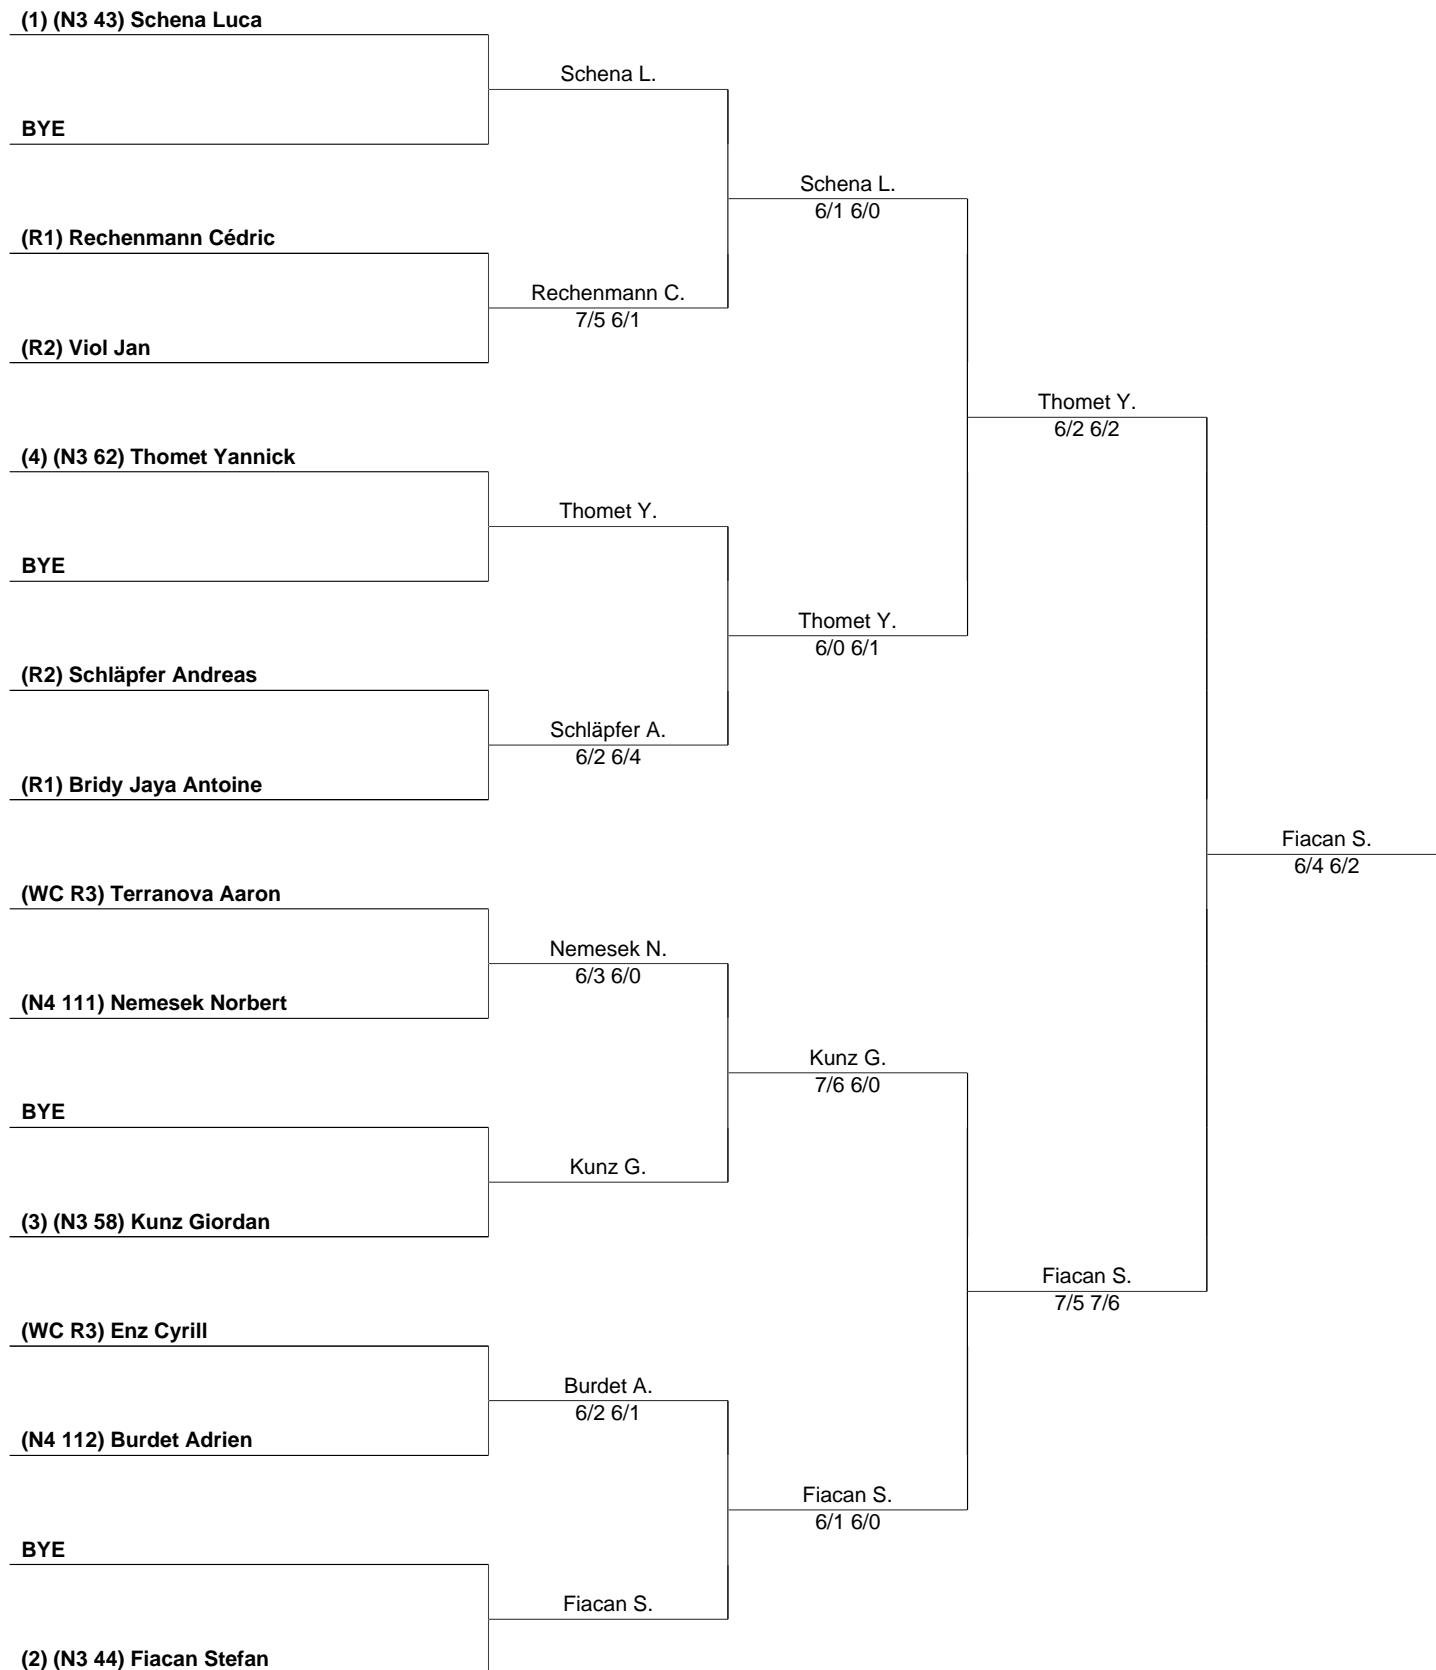 (1) (N3 43) Schena Luca
Schena L.
BYE
Schena L.
6/1 6/0
(R1) Rechenmann Cédric
Rechenmann C.
7/5 6/1
(R2) Viol Jan
Thomet Y.
6/2 6/2
(4) (N3 62) Thomet Yannick
Thomet Y.
BYE
Thomet Y.
6/0 6/1
(R2) Schläpfer Andreas
Schläpfer A.
6/2 6/4
(R1) Bridy Jaya Antoine
Fiacan S.
6/4 6/2
(WC R3) Terranova Aaron
Nemesek N.
6/3 6/0
(N4 111) Nemesek Norbert
Kunz G.
7/6 6/0
BYE
Kunz G.
(3) (N3 58) Kunz Giordan
Fiacan S.
7/5 7/6
(WC R3) Enz Cyrill
Burdet A.
6/2 6/1
(N4 112) Burdet Adrien
Fiacan S.
6/1 6/0
BYE
Fiacan S.
(2) (N3 44) Fiacan Stefan